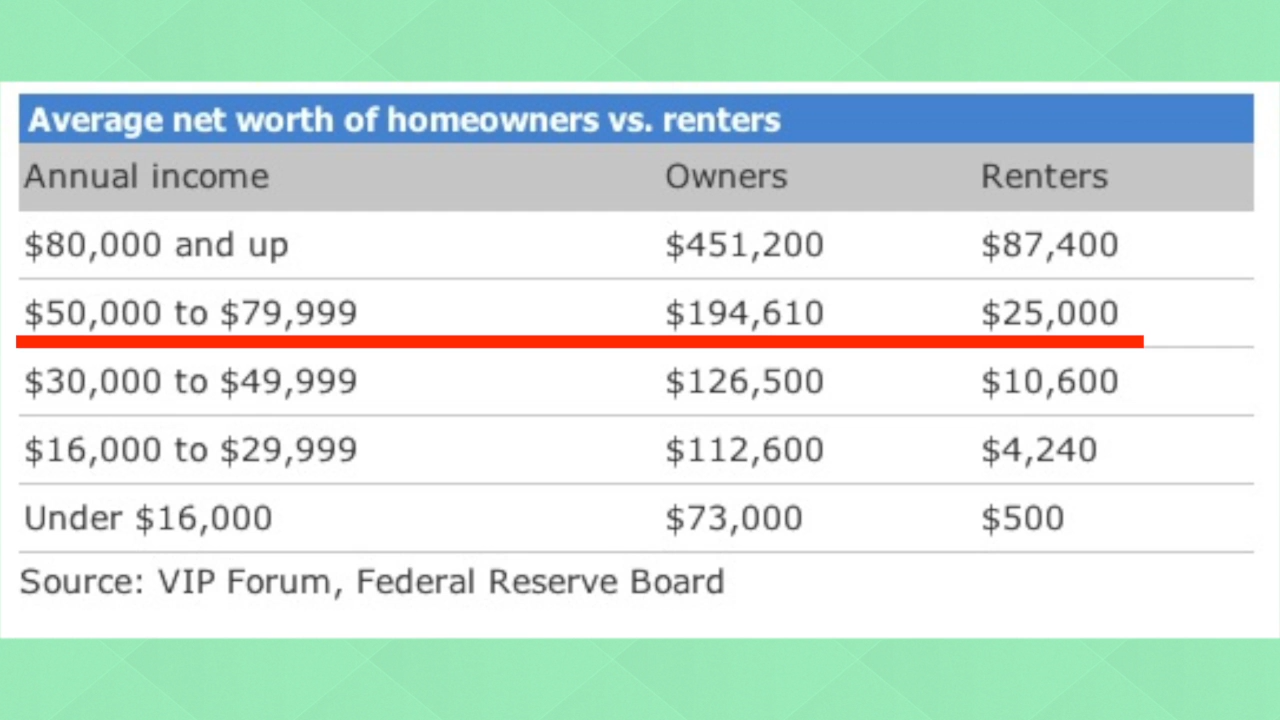 Average net worth of homeowners vs. renters
Annual income Owners Renters
$80,000 and up $451,200 $87,400
$50,000 to $79,999 $194,610 $25,000
$30,000 to $49,999 $126,500 $10,600
$16,000 to $29,999 $112,600 $4,240
Under $16,000 $73,000 $500
Source: VIP Forum, Federal Reserve Board